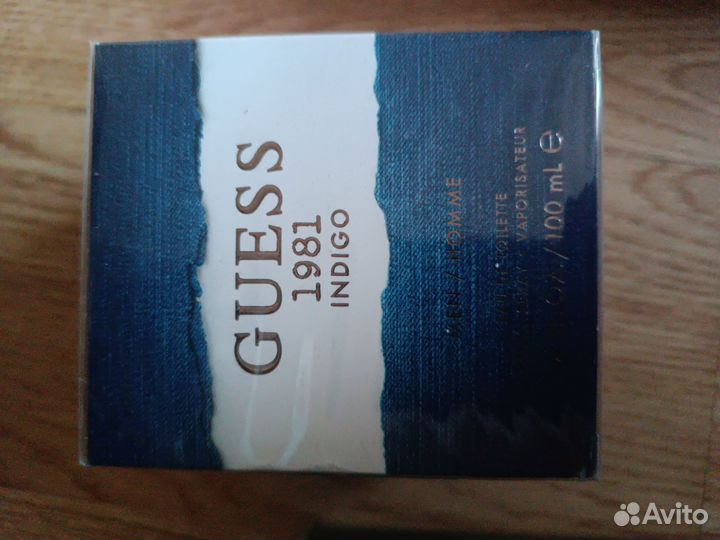 GUESS
1981
INDIGO
MEN / HOMME
EAU DE TOILETTE
VAPORISATEUR
/ 100 mL e
Avito